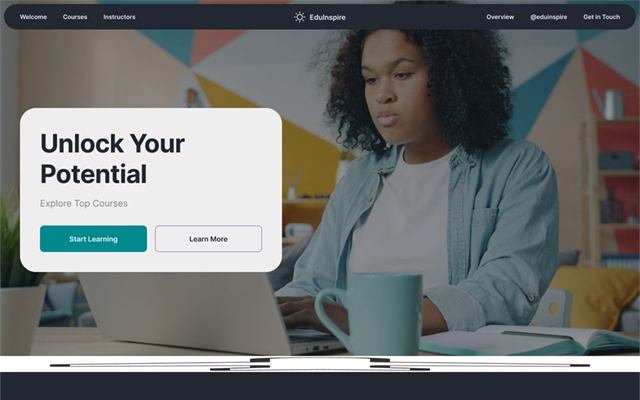 Welcome
Courses
Instructors
EduInspire
Overview
@eduinspire
Get in Touch
Unlock Your
Potential
Explore Top Courses
Start Learning
Learn More